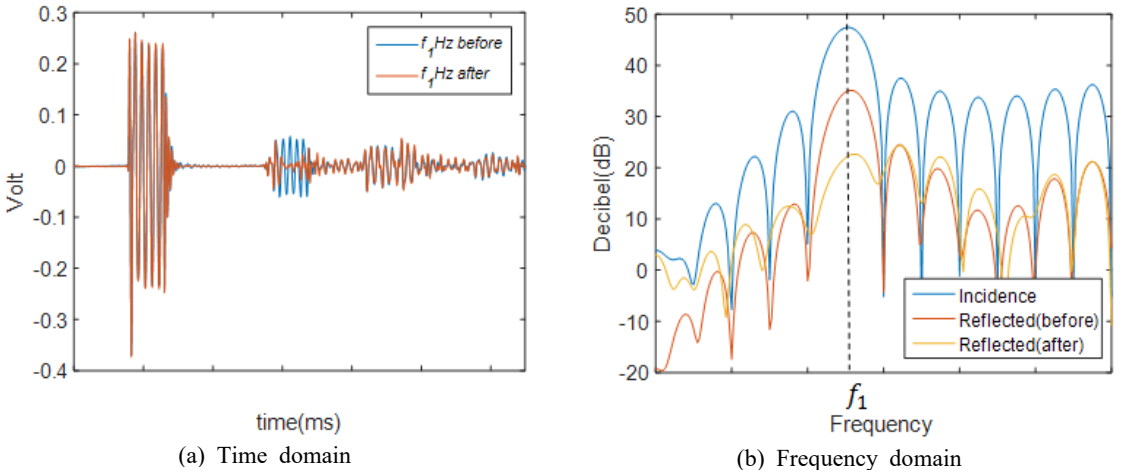 0.3
0.2
0.1
0
-0.1
-0.2
-0.3
-0.4
Volt
f1Hz before
f1Hz after
time(ms)
(a) Time domain
50
40
30
20
10
0
-10
-20
Decibel(dB)
Incidence
Reflected(before)
Reflected(after)
f1
Frequency
(b) Frequency domain